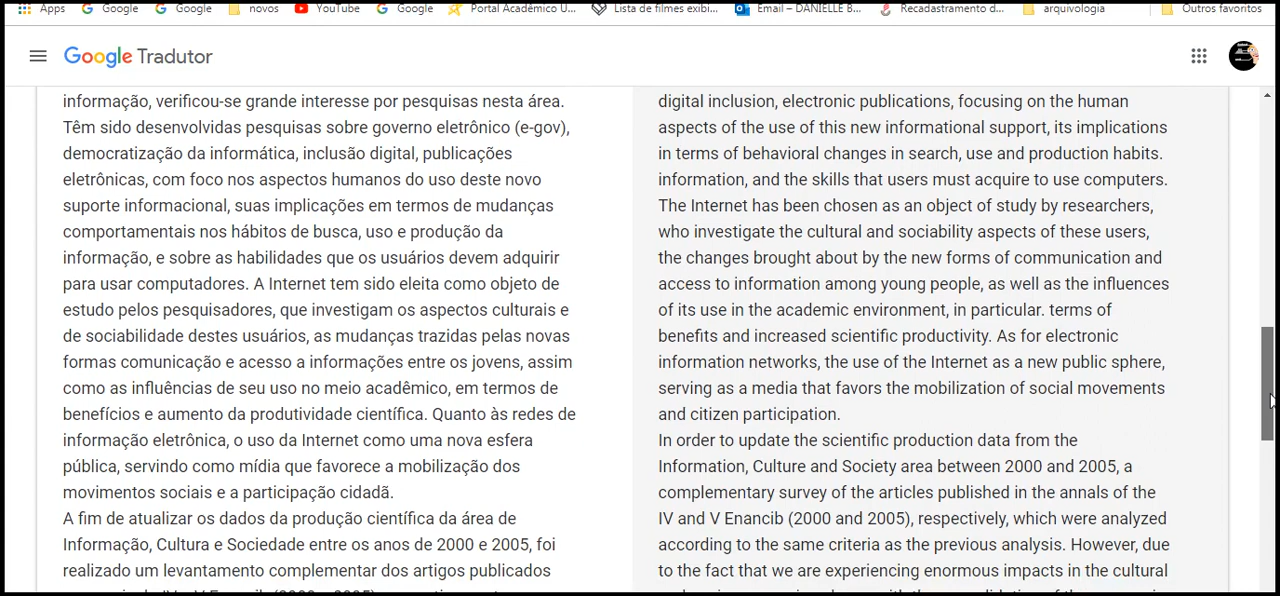 Apps Google Google novos YouTube Google Portal Acadêmico U... Lista de filmes exibi... Email – DANIELLE B... Recadastramento d... arquivologia Outros favoritos
Google Tradutor
informação, verificou-se grande interesse por pesquisas nesta área.
Têm sido desenvolvidas pesquisas sobre governo eletrônico (e-gov),
democratização da informática, inclusão digital, publicações
eletrônicas, com foco nos aspectos humanos do uso deste novo
suporte informacional, suas implicações em termos de mudanças
comportamentais nos hábitos de busca, uso e produção da
informação, e sobre as habilidades que os usuários devem adquirir
para usar computadores. A Internet tem sido eleita como objeto de
estudo pelos pesquisadores, que investigam os aspectos culturais e
de sociabilidade destes usuários, as mudanças trazidas pelas novas
formas comunicação e acesso a informações entre os jovens, assim
como as influências de seu uso no meio acadêmico, em termos de
benefícios e aumento da produtividade científica. Quanto às redes de
informação eletrônica, o uso da Internet como uma nova esfera
pública, servindo como mídia que favorece a mobilização dos
movimentos sociais e a participação cidadã.
A fim de atualizar os dados da produção científica da área de
Informação, Cultura e Sociedade entre os anos de 2000 e 2005, foi
realizado um levantamento complementar dos artigos publicados
digital inclusion, electronic publications, focusing on the human
aspects of the use of this new informational support, its implications
in terms of behavioral changes in search, use and production habits.
information, and the skills that users must acquire to use computers.
The Internet has been chosen as an object of study by researchers,
who investigate the cultural and sociability aspects of these users,
the changes brought about by the new forms of communication and
access to information among young people, as well as the influences
of its use in the academic environment, in particular. terms of
benefits and increased scientific productivity. As for electronic
information networks, the use of the Internet as a new public sphere,
serving as a media that favors the mobilization of social movements
and citizen participation.
In order to update the scientific production data from the
Information, Culture and Society area between 2000 and 2005, a
complementary survey of the articles published in the annals of the
IV and V Enancib (2000 and 2005), respectively, which were analyzed
according to the same criteria as the previous analysis. However, due
to the fact that we are experiencing enormous impacts in the cultural